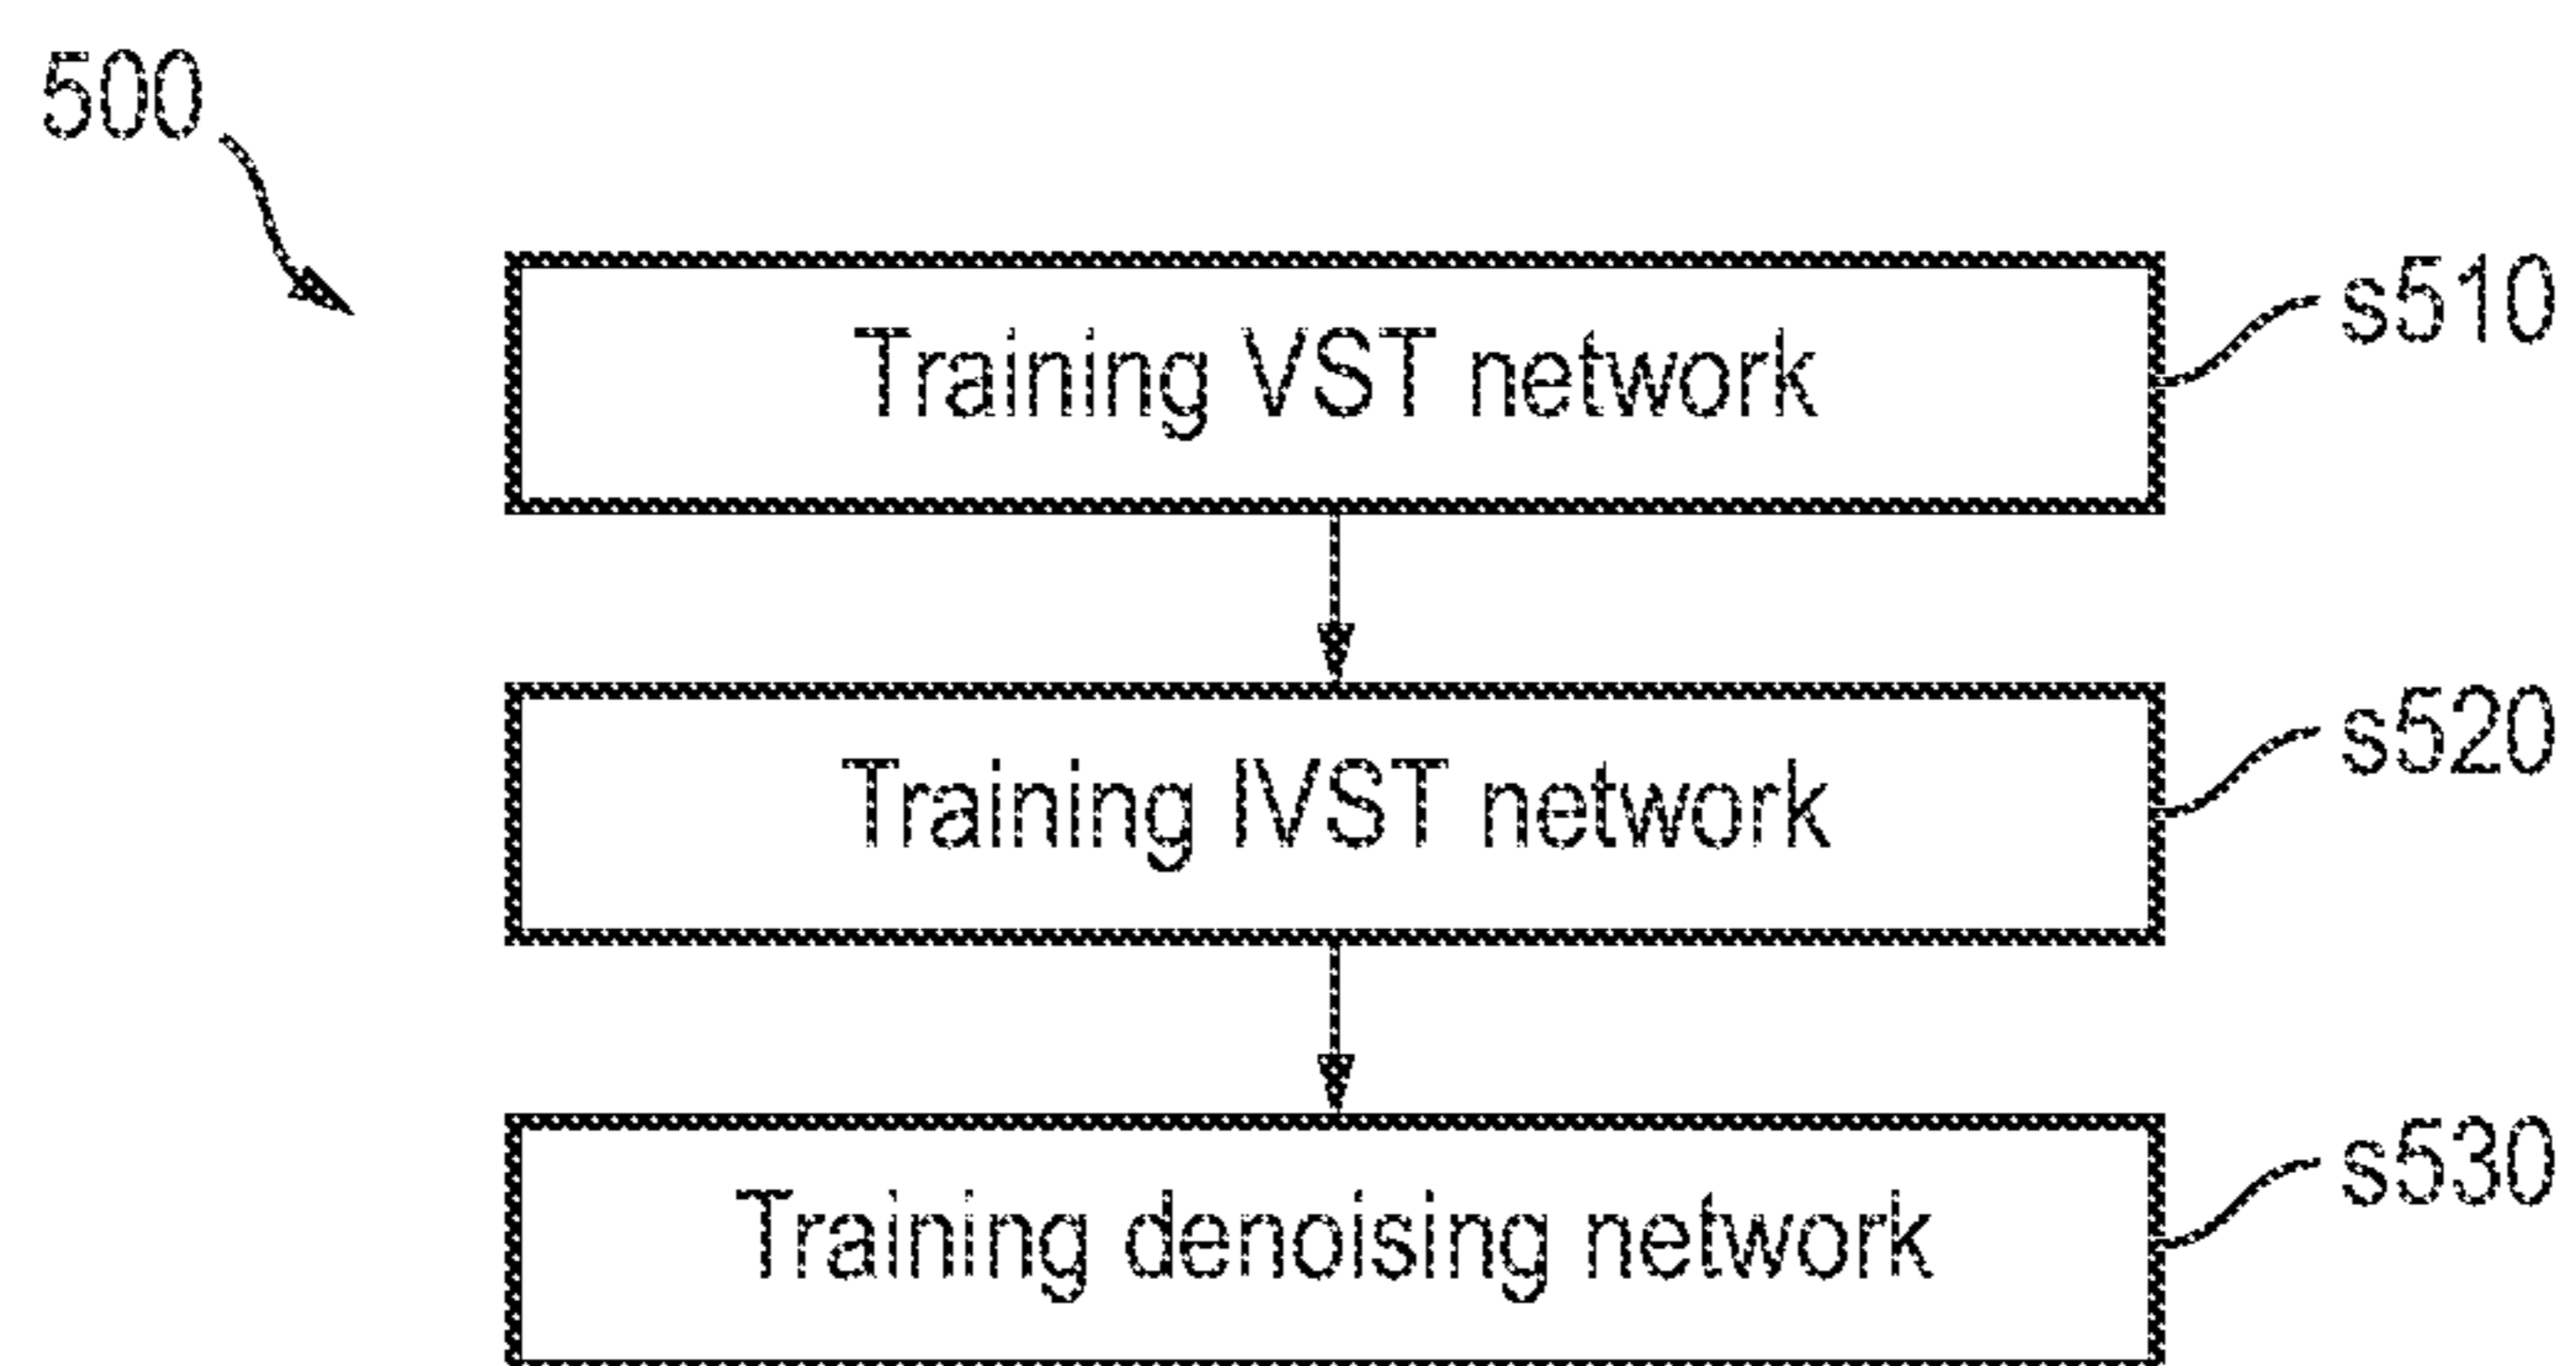 500
Training VST network
s510
Training IVST network
s520
Training denoising network
s530